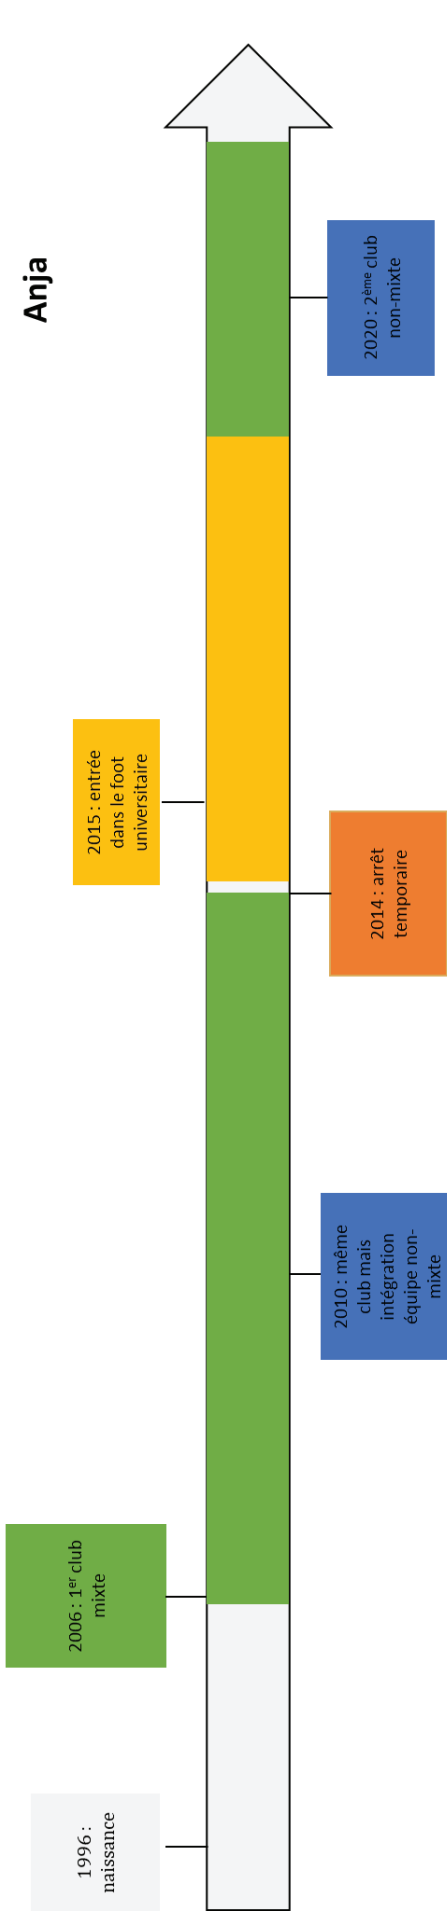 Anja
1996 :
naissance
2006 : 1er club
mixte
2010 : même
club mais
intégration
équipe non-
mixte
2014 : arrêt
temporaire
2015 : entrée
dans le foot
universitaire
2020 : 2ème club
non-mixte